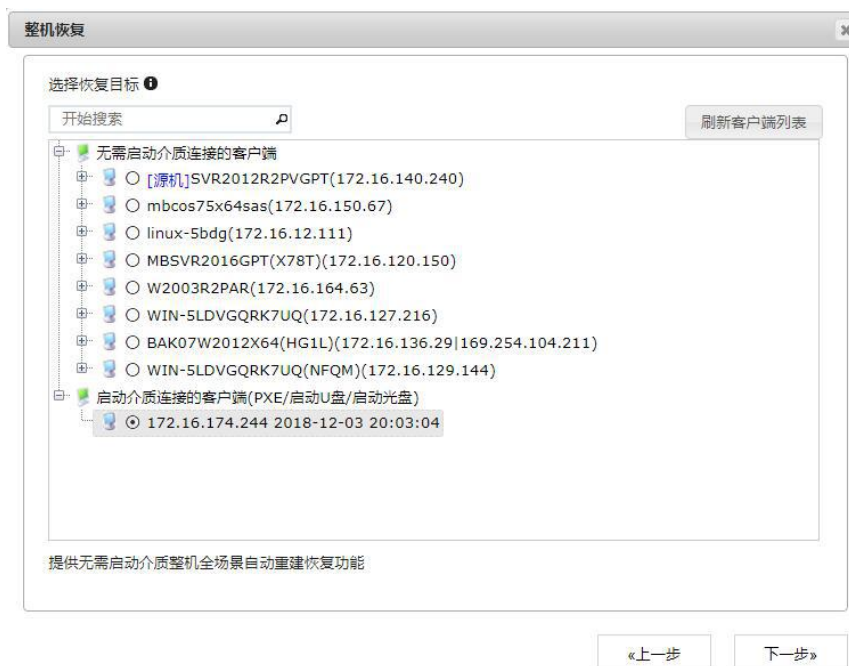 整机恢复
选择恢复目标
开始搜索
刷新客户端列表
无需启动介质连接的客户端
[源机]SVR2012R2PVGPT(172.16.140.240)
mbcos75x64sas(172.16.150.67)
linux-5bdg(172.16.12.111)
MBSVR2016GPT(X78T)(172.16.120.150)
W2003R2PAR(172.16.164.63)
WIN-5LDVGQRK7UQ(172.16.127.216)
BAK07W2012X64(HG1L)(172.16.136.29|169.254.104.211)
WIN-5LDVGQRK7UQ(NFQM)(172.16.129.144)
启动介质连接的客户端(PXE/启动U盘/启动光盘)
172.16.174.244 2018-12-03 20:03:04
提供无需启动介质整机全场景自动重建恢复功能
«上一步
下一步»